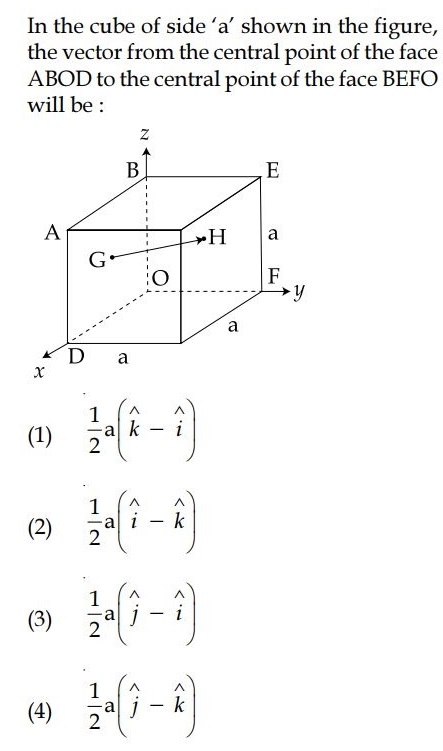 In the cube of side ‘a’ shown in the figure,
the vector from the central point of the face
ABOD to the central point of the face BEFO
will be :
z
B
E
A
H
a
G
O
F
y
a
D
a
x
(1) 1/2 a(k̂ − î)
(2) 1/2 a(î − k̂)
(3) 1/2 a(ĵ − î)
(4) 1/2 a(ĵ − k̂)